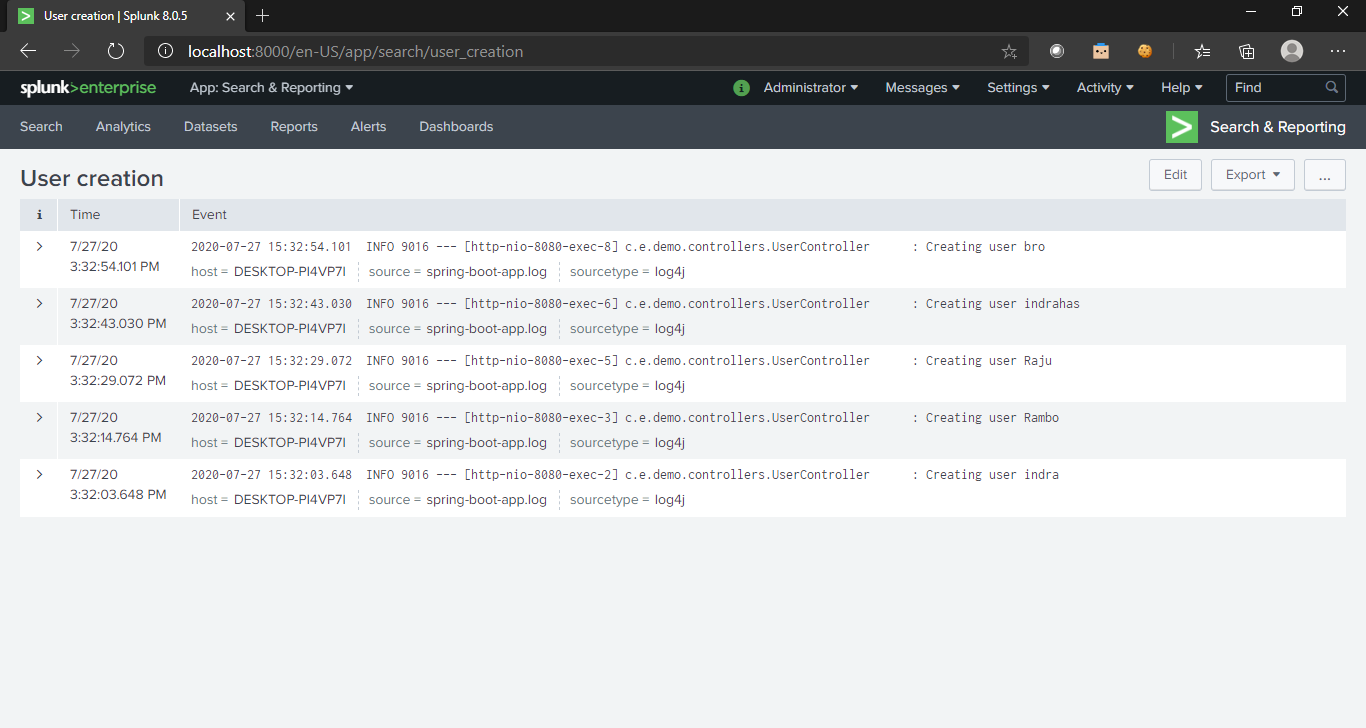 User creation | Splunk 8.0.5
localhost:8000/en-US/app/search/user_creation
splunk>enterprise App: Search & Reporting Administrator Messages Settings Activity Help Find
Search Analytics Datasets Reports Alerts Dashboards Search & Reporting
User creation Edit Export ...
i Time Event
7/27/20 2020-07-27 15:32:54.101 INFO 9016 --- [http-nio-8080-exec-8] c.e.demo.controllers.UserController : Creating user bro
3:32:54.101 PM host = DESKTOP-PI4VP7I source = spring-boot-app.log sourcetype = log4j
7/27/20 2020-07-27 15:32:43.030 INFO 9016 --- [http-nio-8080-exec-6] c.e.demo.controllers.UserController : Creating user indrahas
3:32:43.030 PM host = DESKTOP-PI4VP7I source = spring-boot-app.log sourcetype = log4j
7/27/20 2020-07-27 15:32:29.072 INFO 9016 --- [http-nio-8080-exec-5] c.e.demo.controllers.UserController : Creating user Raju
3:32:29.072 PM host = DESKTOP-PI4VP7I source = spring-boot-app.log sourcetype = log4j
7/27/20 2020-07-27 15:32:14.764 INFO 9016 --- [http-nio-8080-exec-3] c.e.demo.controllers.UserController : Creating user Rambo
3:32:14.764 PM host = DESKTOP-PI4VP7I source = spring-boot-app.log sourcetype = log4j
7/27/20 2020-07-27 15:32:03.648 INFO 9016 --- [http-nio-8080-exec-2] c.e.demo.controllers.UserController : Creating user indra
3:32:03.648 PM host = DESKTOP-PI4VP7I source = spring-boot-app.log sourcetype = log4j